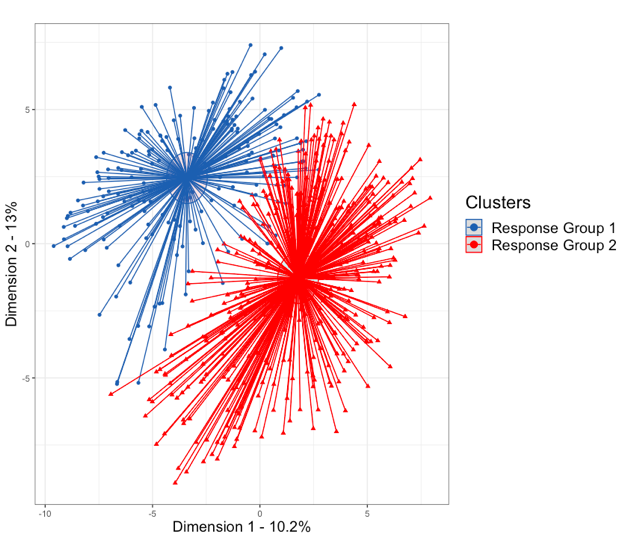 5
0
-5
-10
-5
0
5
Dimension 1 - 10.2%
Dimension 2 - 13%
Clusters
Response Group 1
Response Group 2